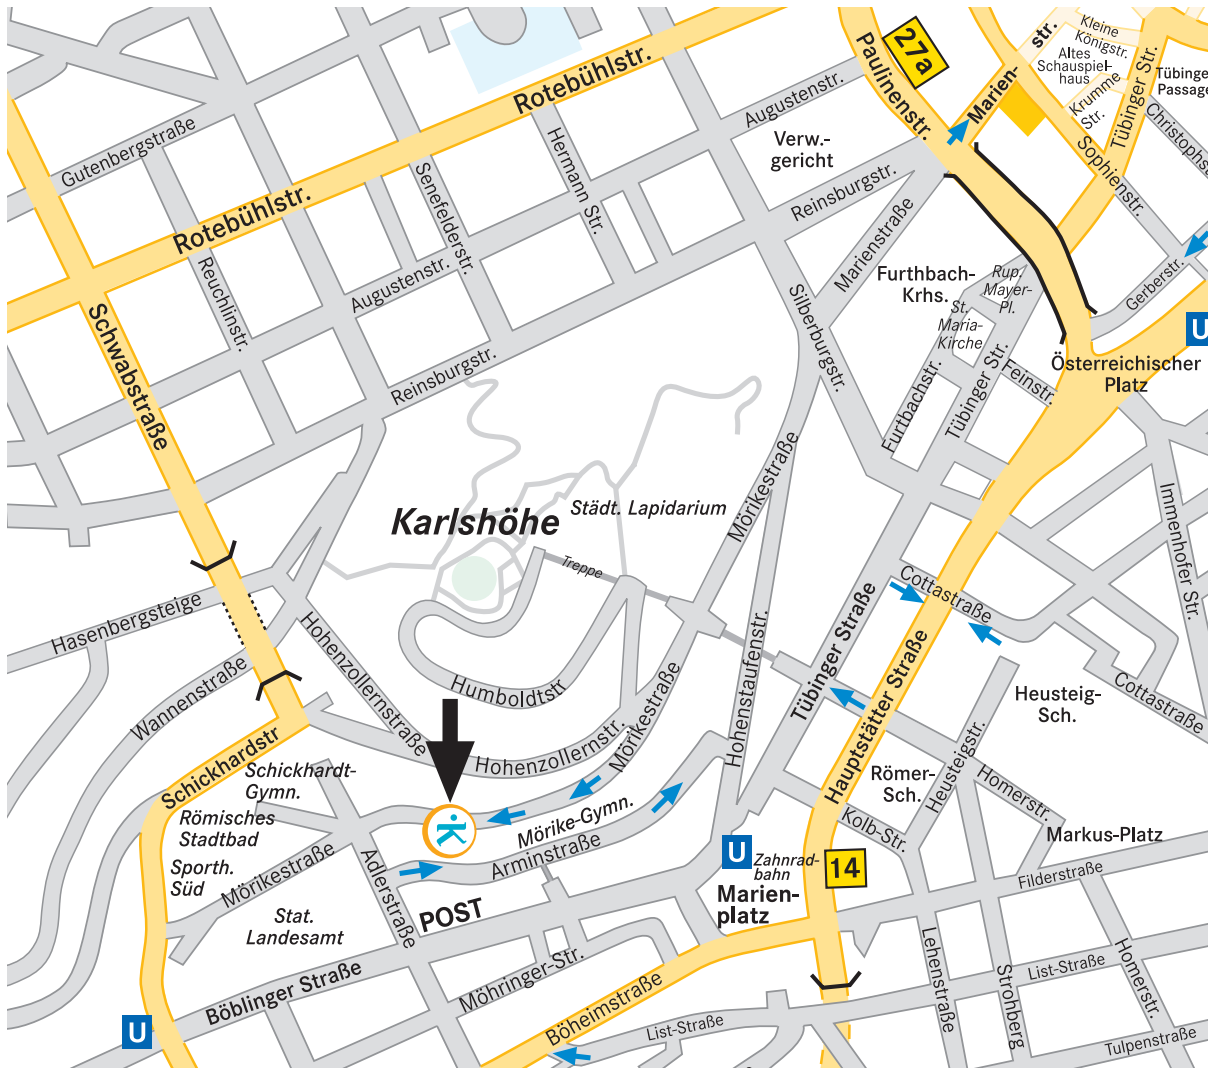 Rotebühlstr.
Paulinenstr.
27a
Marien-
str.
Kleine
Königstr.
Altes
Schauspiel-
haus
Krumme
Str.
Tübinger Str.
Tübinge
Passage
Christophst
Sophienstr.
Gutenbergstraße
Rotebühlstr.
Reuchlinstr.
Senefelderstr.
Hermann Str.
Augustenstr.
Augustenstr.
Verw.-
gericht
Reinsburgstr.
Reinsburgstr.
Marienstraße
Silberburgstr.
Furthbach-
Krhs.
Rup.
Mayer-
Pl.
St.
Maria-
Kirche
Gerberstr.
U
Österreichischer
Platz
Feinstr.
Tübinger Str.
Furtbachstr.
Schwabstraße
Karlshöhe
Städt. Lapidarium
Mörikestraße
Treppe
Immenhofer Str.
Cottastraße
Cottastraße
Hasenbergsteige
Wannenstraße
Hohenzollernstraße
Humboldtstr
Hohenzollernstr.
Mörikestraße
Hohenstaufenstr.
Tübinger Straße
Hauptstätter Straße
Heusteig-
Sch.
Heusteigstr.
Römer-
Sch.
Homerstr.
Markus-Platz
Kolb-Str.
Schickhardstr
Schickhardt-
Gymn.
Römisches
Stadtbad
Sporth.
Süd
Mörikestraße
Stat.
Landesamt
Adlerstraße
K
Mörike-Gymn.
Arminstraße
POST
U
Zahnrad-
bahn
Marien-
platz
14
Filderstraße
Böblinger Straße
Möhringer-Str.
Böheimstraße
List-Straße
List-Straße
Lehenstraße
Strohberg
Homerstr.
Tulpenstraße
U